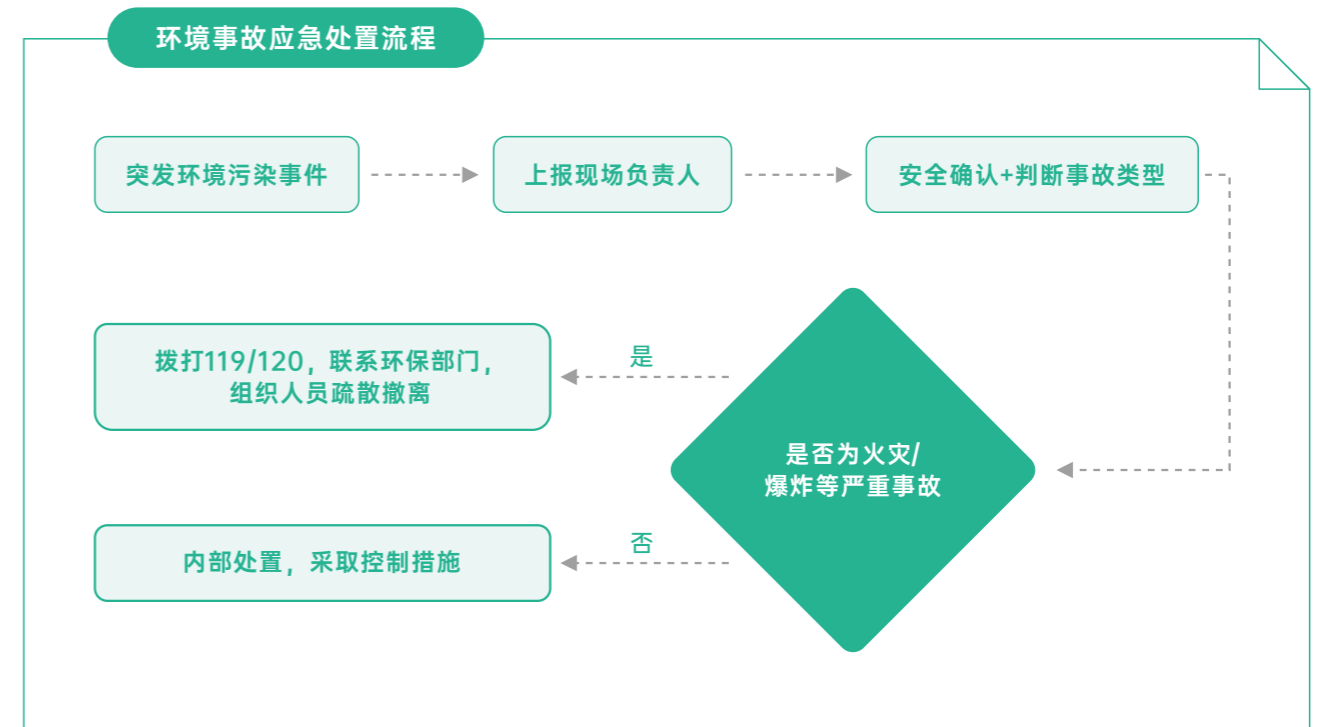 环境事故应急处置流程
突发环境污染事件
上报现场负责人
安全确认+判断事故类型
拨打119/120，联系环保部门，
组织人员疏散撤离
是
是否为火灾/
爆炸等严重事故
内部处置，采取控制措施
否